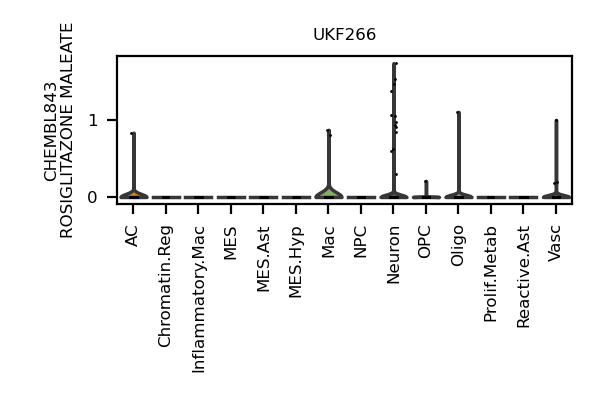 UKF266
CHEMBL843
ROSIGLITAZONE MALEATE
1
0
AC
Chromatin.Reg
Inflammatory.Mac
MES
MES.Ast
MES.Hyp
Mac
NPC
Neuron
OPC
Oligo
Prolif.Metab
Reactive.Ast
Vasc